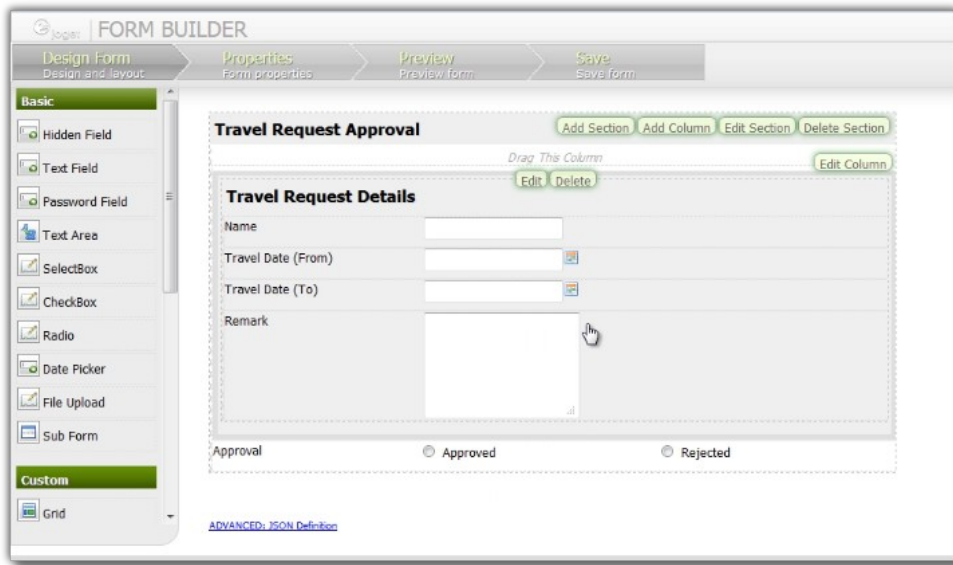 Joget FORM BUILDER
Design Form
Design and layout
Properties
Form properties
Preview
Preview form
Save
Save form
Basic
Hidden Field
Text Field
Password Field
Text Area
SelectBox
CheckBox
Radio
Date Picker
File Upload
Sub Form
Custom
Grid
Travel Request Approval
Add Section
Add Column
Edit Section
Delete Section
Drag This Column
Edit Column
Edit
Delete
Travel Request Details
Name
Travel Date (From)
Travel Date (To)
Remark
Approval
Approved
Rejected
ADVANCED: JSON Definition